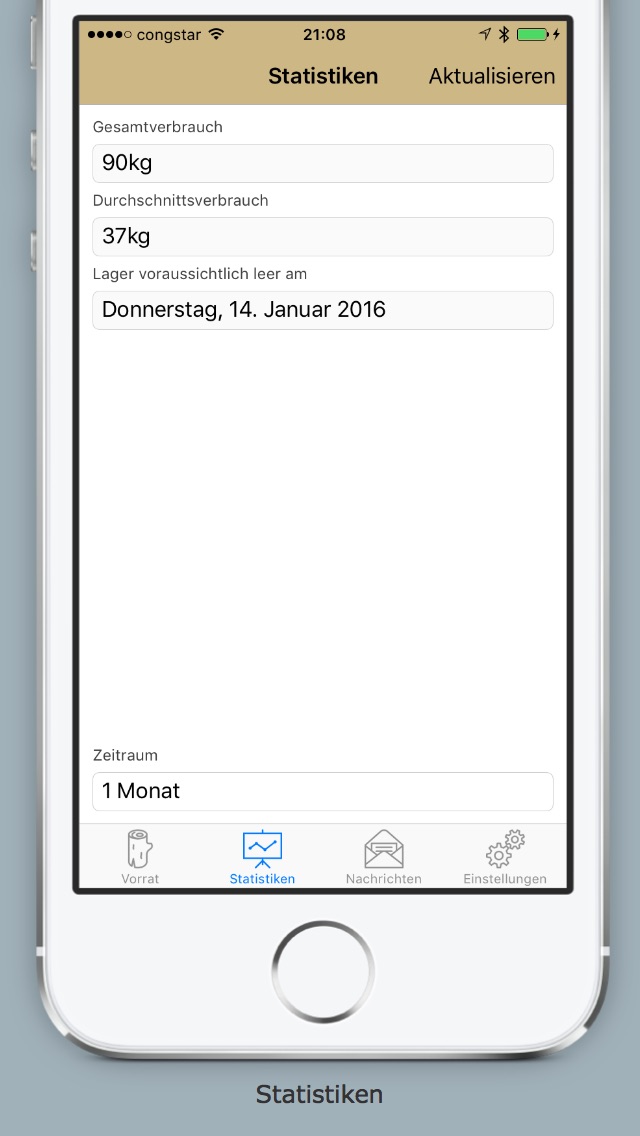 congstar 21:08
Statistiken Aktualisieren
Gesamtverbrauch
90kg
Durchschnittsverbrauch
37kg
Lager voraussichtlich leer am
Donnerstag, 14. Januar 2016
Zeitraum
1 Monat
Vorrat Statistiken Nachrichten Einstellungen
Statistiken